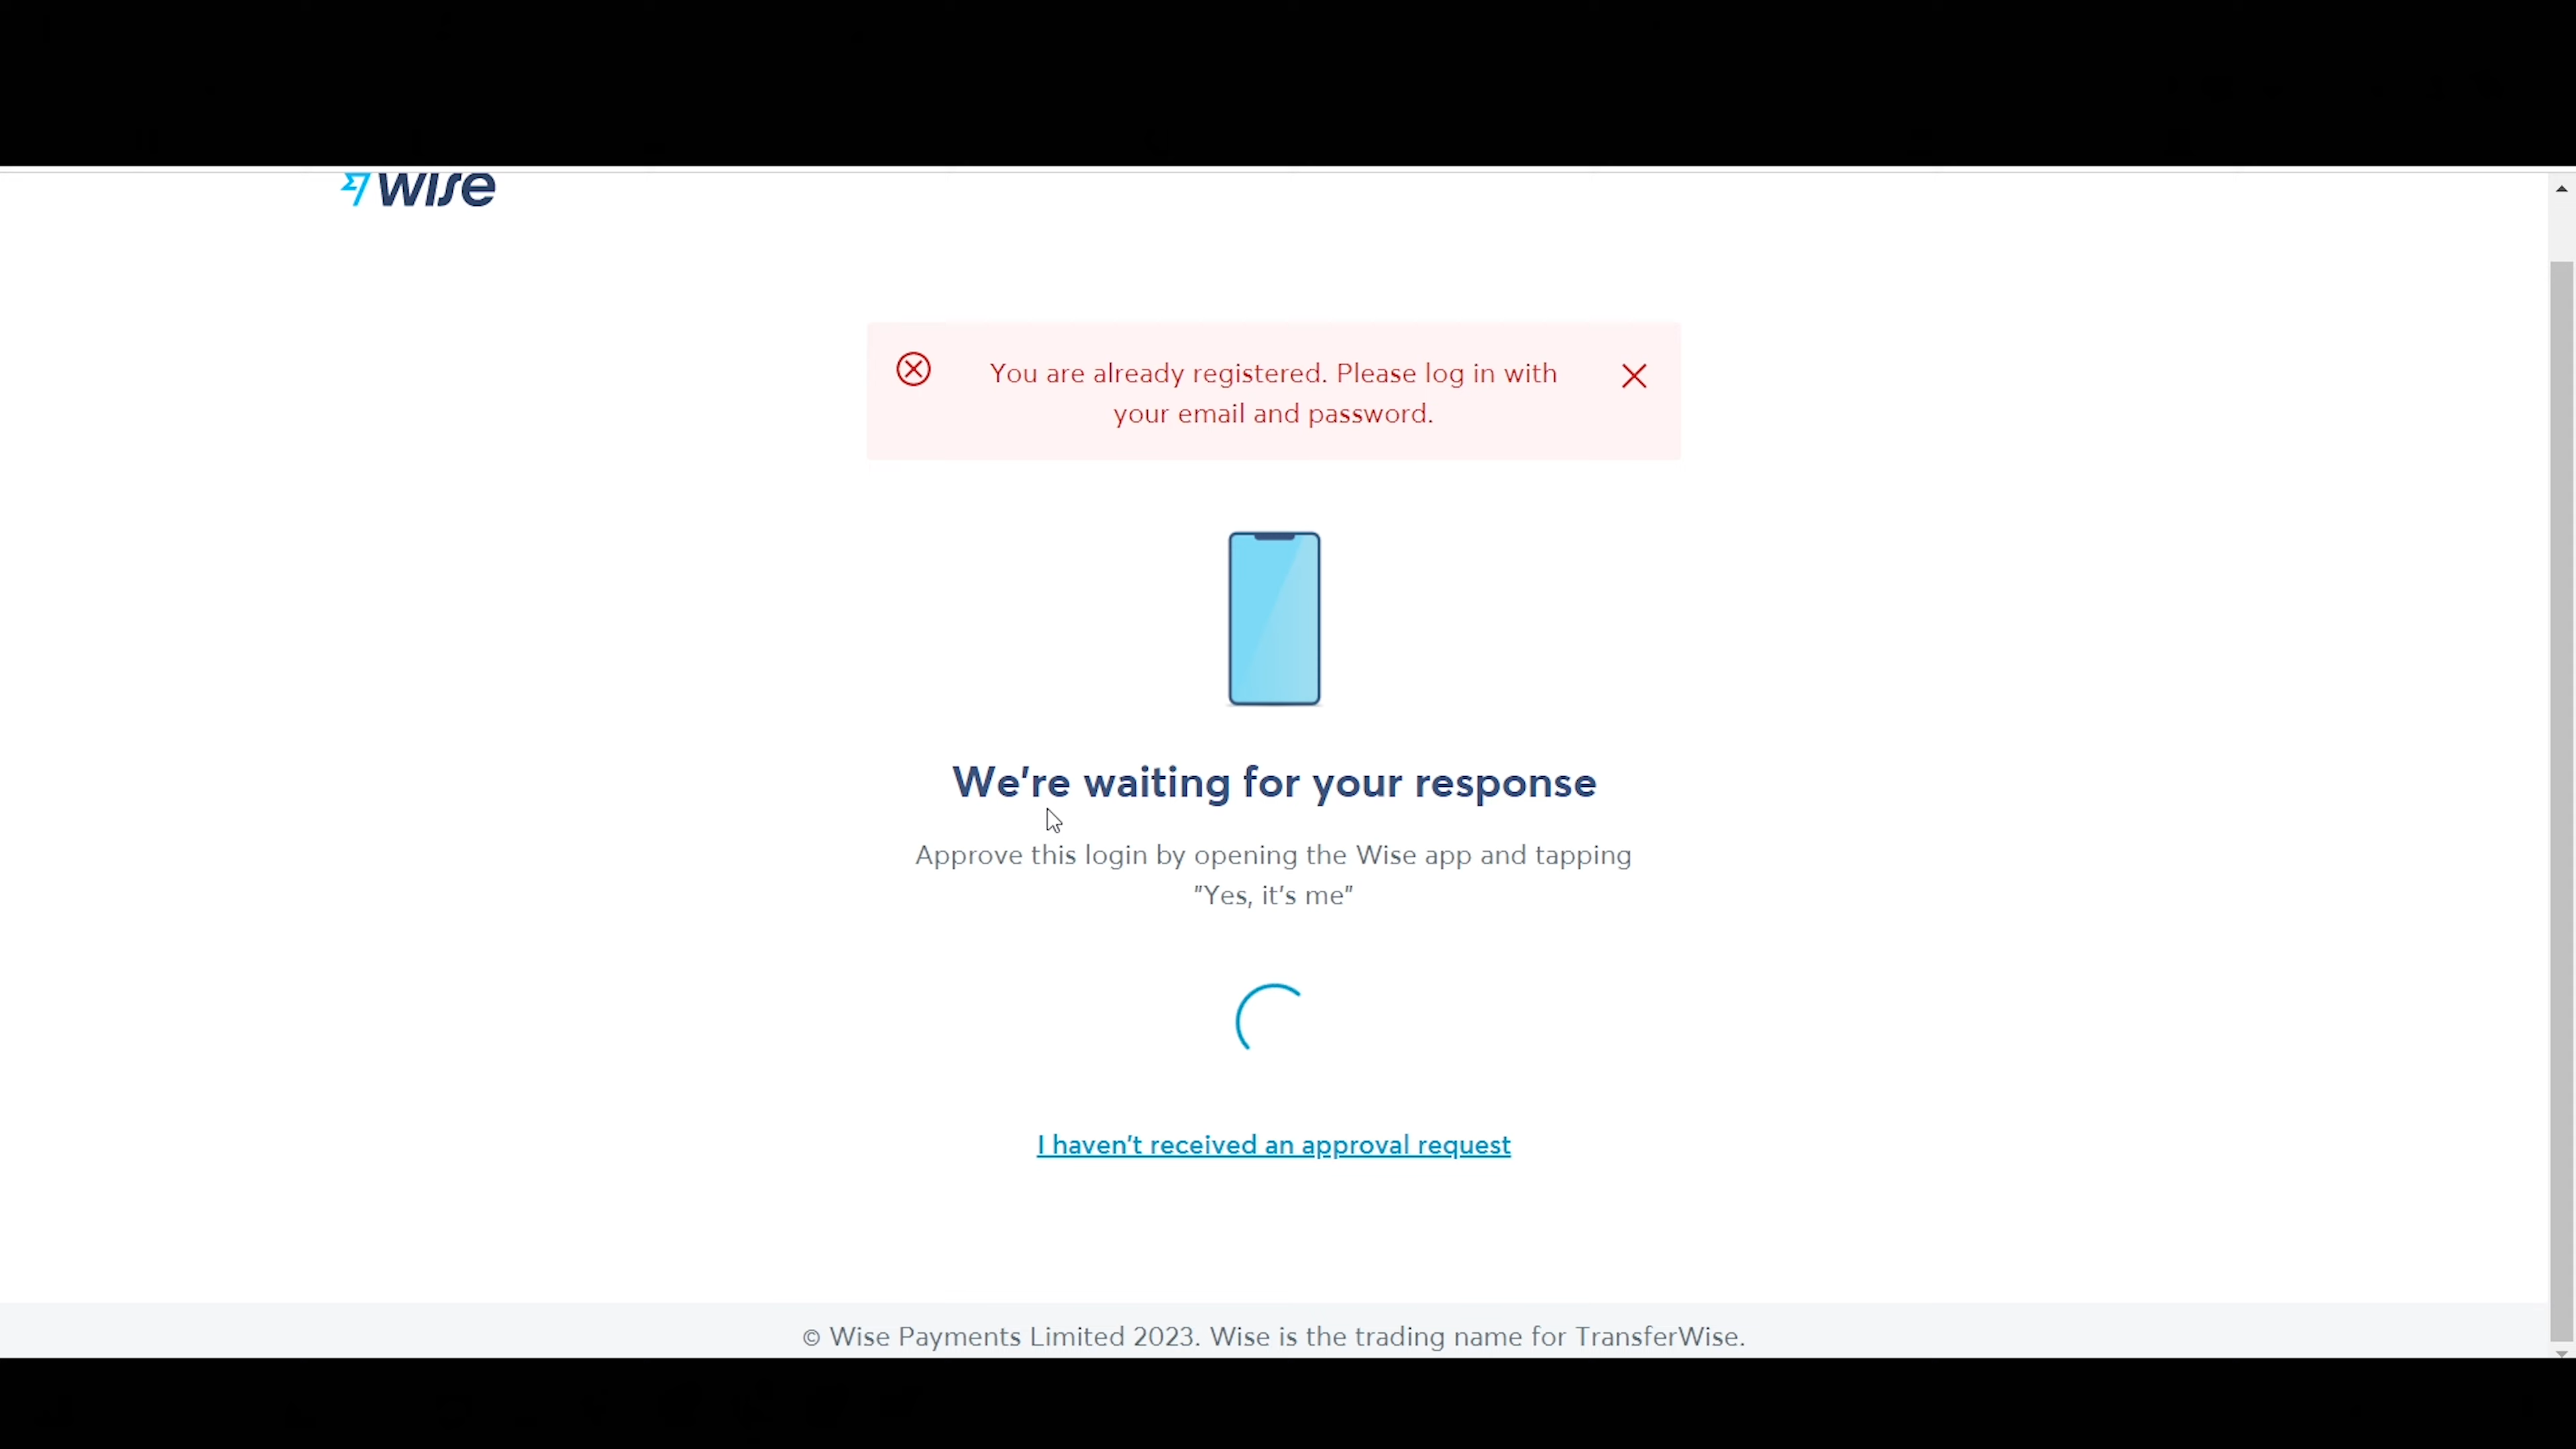 wise
You are already registered. Please log in with
your email and password.
We're waiting for your response
Approve this login by opening the Wise app and tapping
"Yes, it's me"
I haven't received an approval request
© Wise Payments Limited 2023. Wise is the trading name for TransferWise.